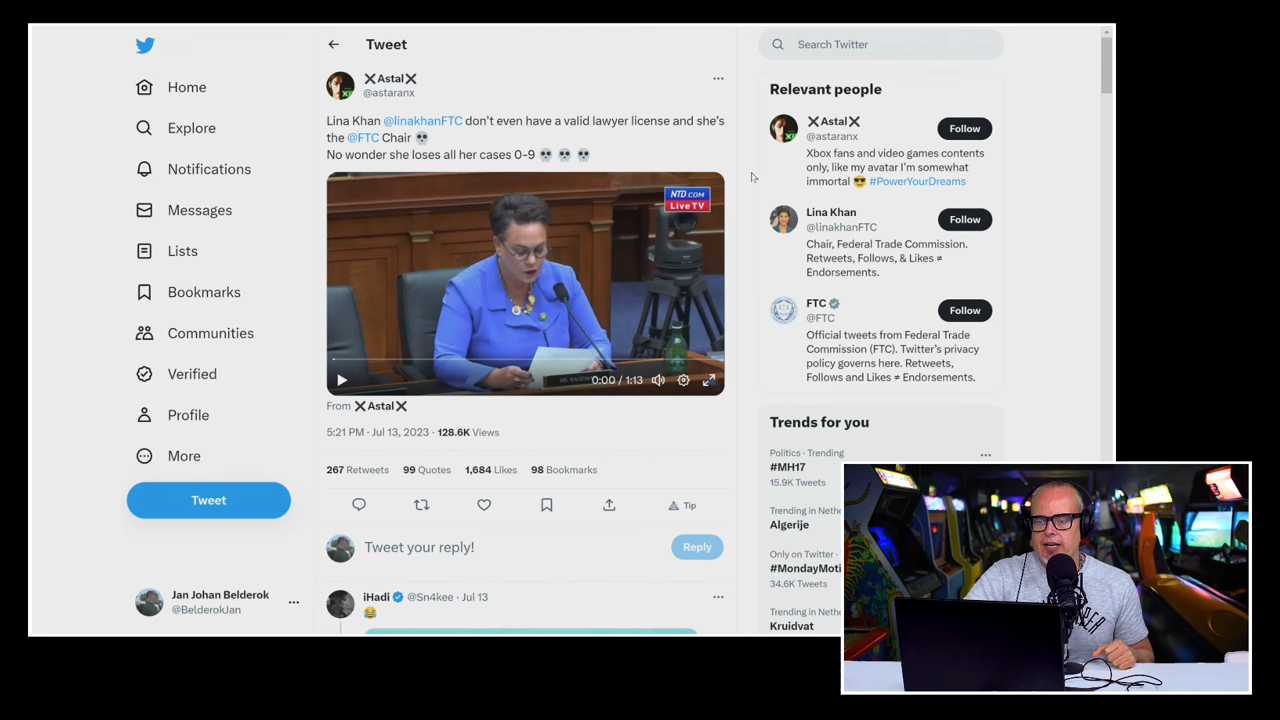 Home
Explore
Notifications
Messages
Lists
Bookmarks
Communities
Verified
Profile
More
Tweet
Jan Johan Belderok
@BelderokJan
Tweet
❌Astal❌
@astaranx
Lina Khan @linakhanFTC don't even have a valid lawyer license and she's
the @FTC Chair 💀
No wonder she loses all her cases 0-9 💀 💀 💀
NTD.COM
Live TV
0:00 / 1:13
From ❌Astal❌
5:21 PM · Jul 13, 2023 · 128.6K Views
267 Retweets 99 Quotes 1,684 Likes 98 Bookmarks
Tip
Tweet your reply!
Reply
iHadi @Sn4kee · Jul 13
😂
Search Twitter
Relevant people
❌Astal❌
@astaranx
Follow
Xbox fans and video games contents
only, like my avatar I'm somewhat
immortal 😎 #PowerYourDreams
Lina Khan
@linakhanFTC
Follow
Chair, Federal Trade Commission.
Retweets, Follows, & Likes ≠
Endorsements.
FTC
@FTC
Follow
Official tweets from Federal Trade
Commission (FTC). Twitter's privacy
policy governs here. Retweets,
Follows and Likes ≠ Endorsements.
Trends for you
Politics · Trending
#MH17
15.9K Tweets
Trending in
Algerije
Only on Twitter ·
34.6K Tweets
Trending in
Kruidvat